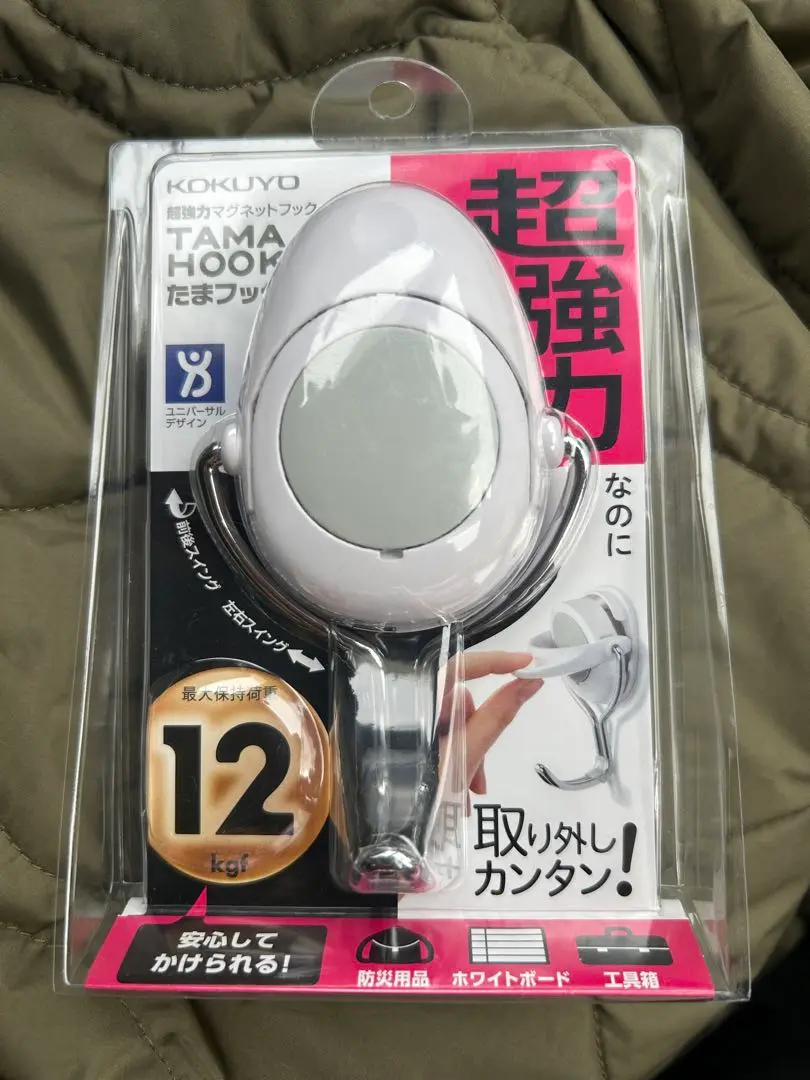 KOKUYO
超強力マグネットフック
TAMA
HOOK
たまフック
ユニバーサル
デザイン
超強力
なのに
前後スイング
左右スイング
最大保持荷重
12
kgf
取り外し
カンタン!
安心して
かけられる!
防災用品
ホワイトボード
工具箱